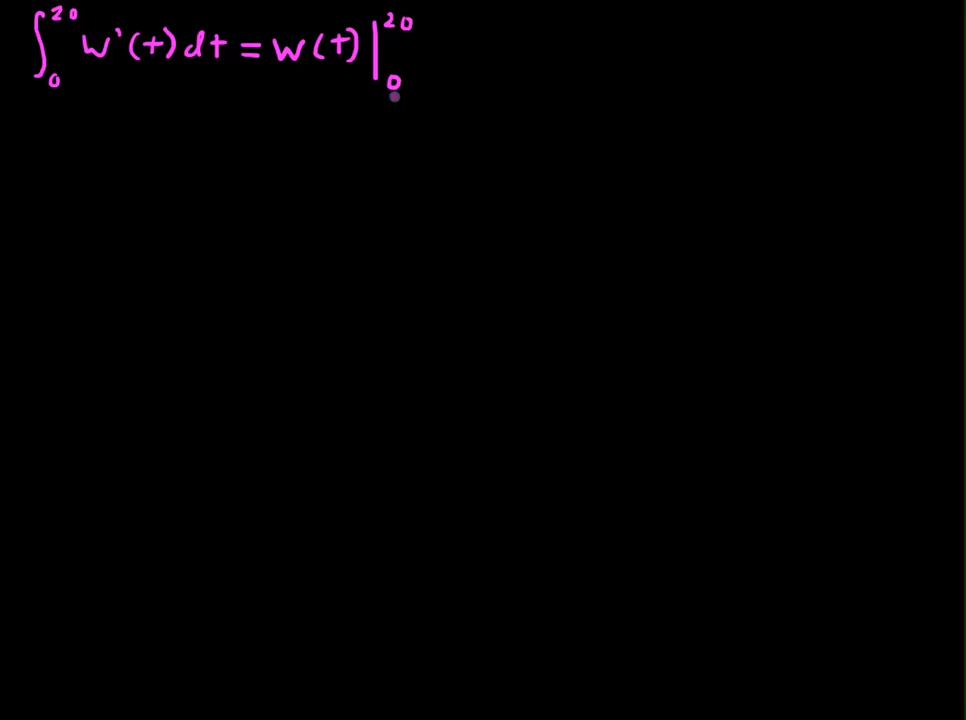 ∫₀²⁰ W'(t) dt = W(t) |₀²⁰